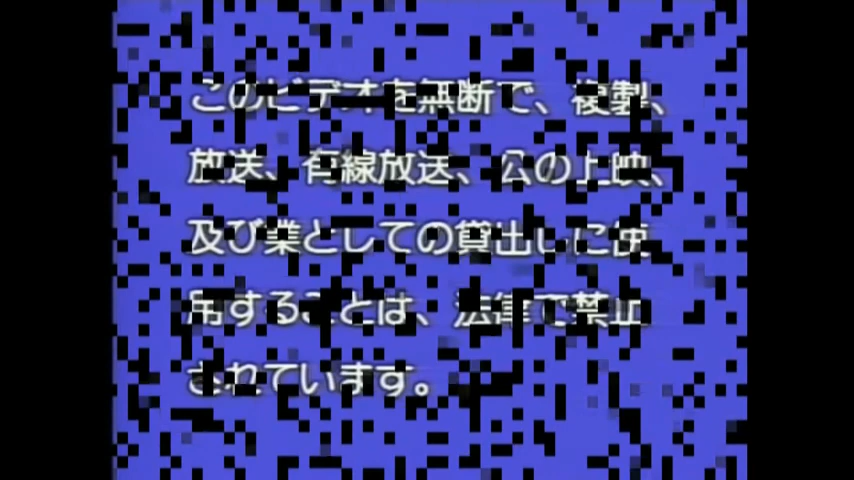 このビデオを無断で、複製、
放送、有線放送、公の上映、
及び業としての貸出しに使
用することは、法律で禁止
されています。